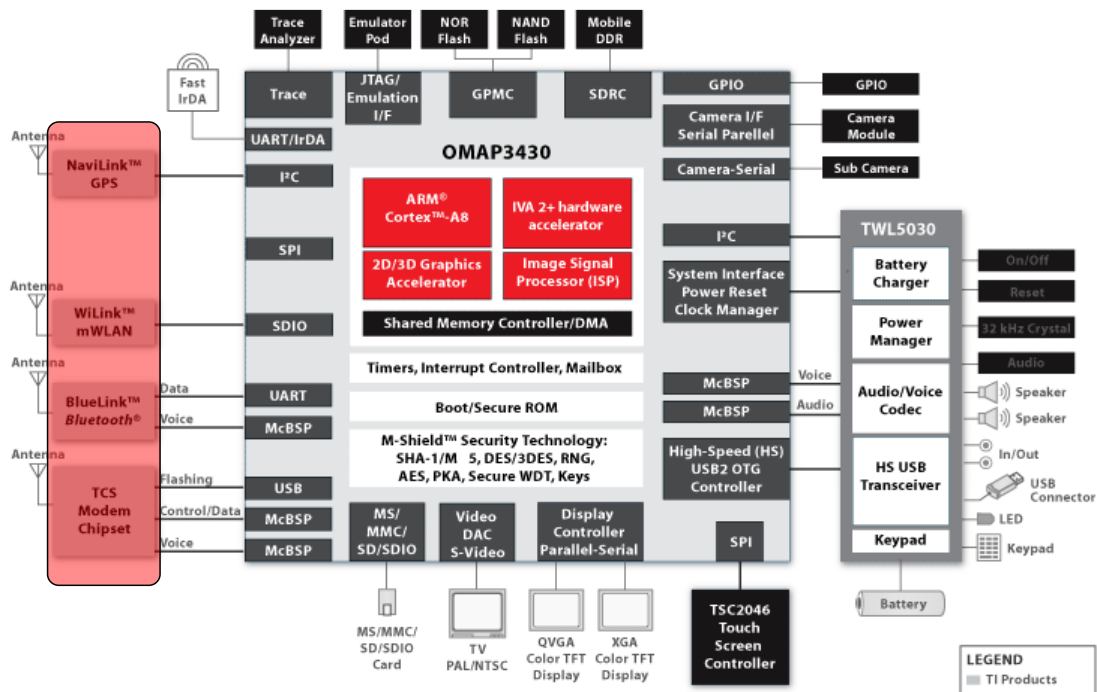 Trace
Analyzer
Emulator
Pod
NOR
Flash
NAND
Flash
Mobile
DDR
Fast
IrDA
Trace
JTAG/
Emulation
I/F
GPMC
SDRC
GPIO
GPIO
Camera I/F
Serial Parellel
Camera
Module
Camera-Serial
Sub Camera
UART/IrDA
OMAP3430
Antenna
NaviLink™
GPS
I²C
ARM®
Cortex™-A8
IVA 2+ hardware
accelerator
2D/3D Graphics
Accelerator
Image Signal
Processor (ISP)
Shared Memory Controller/DMA
SPI
I²C
System Interface
Power Reset
Clock Manager
TWL5030
Battery
Charger
On/Off
Reset
Power
Manager
32 kHz Crystal
Audio
Antenna
WiLink™
mWLAN
SDIO
Timers, Interrupt Controller, Mailbox
Antenna
BlueLink™
Bluetooth®
Data
UART
Voice
McBSP
Boot/Secure ROM
McBSP
Voice
McBSP
Audio
Audio/Voice
Codec
Speaker
Speaker
M-Shield™ Security Technology:
SHA-1/M 5, DES/3DES, RNG,
AES, PKA, Secure WDT, Keys
High-Speed (HS)
USB2 OTG
Controller
HS USB
Transceiver
In/Out
USB
Connector
LED
Keypad
Keypad
Antenna
TCS
Modem
Chipset
Flashing
USB
Control/Data
McBSP
Voice
McBSP
MS/
MMC/
SD/SDIO
Video
DAC
S-Video
Display
Controller
Parallel-Serial
SPI
Battery
MS/MMC/
SD/SDIO
Card
TV
PAL/NTSC
QVGA
Color TFT
Display
XGA
Color TFT
Display
TSC2046
Touch
Screen
Controller
LEGEND
TI Products